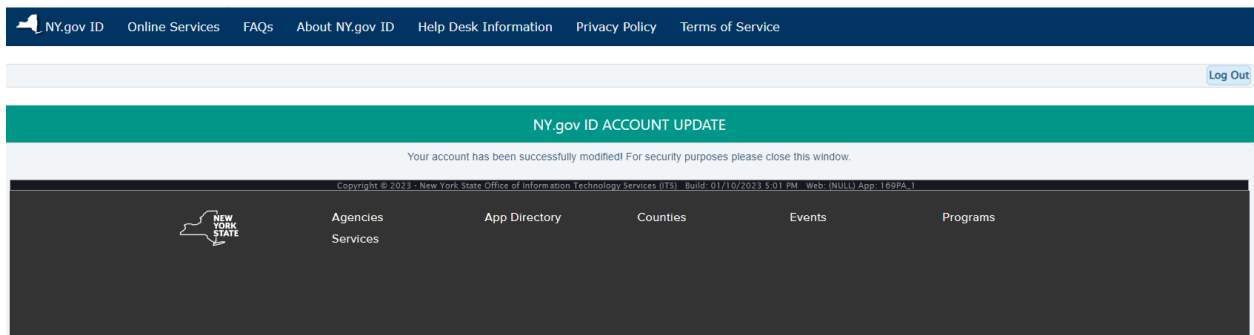 NY.gov ID Online Services FAQs About NY.gov ID Help Desk Information Privacy Policy Terms of Service
Log Out
NY.gov ID ACCOUNT UPDATE
Your account has been successfully modified! For security purposes please close this window.
Copyright © 2023 - New York State Office of Information Technology Services (ITS) Build: 01/10/2023 5:01 PM Web: (NULL) App: 169PA_1
NEW
YORK
STATE
Agencies App Directory Counties Events Programs
Services